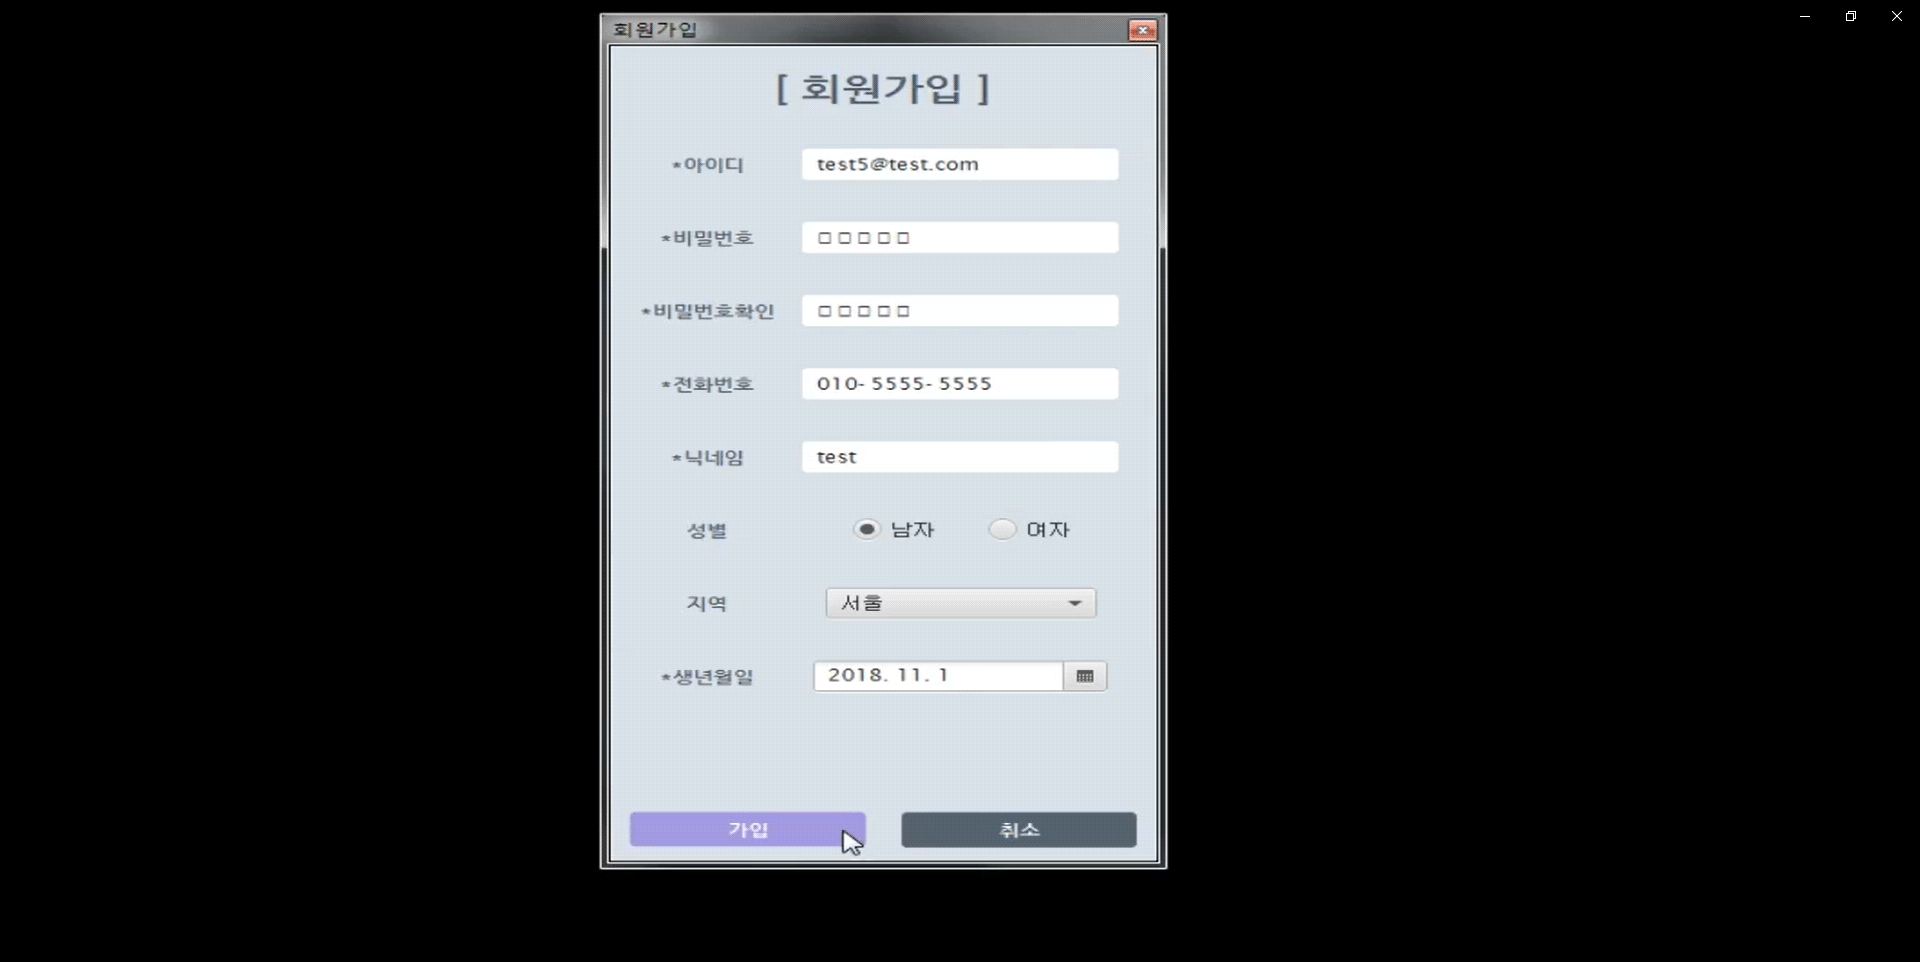 회원가입
[ 회원가입 ]
*아이디 test5@test.com
*비밀번호 □□□□□
*비밀번호확인 □□□□□
*전화번호 010- 5555- 5555
*닉네임 test
성별 남자 여자
지역 서울
*생년월일 2018. 11. 1
가입 취소